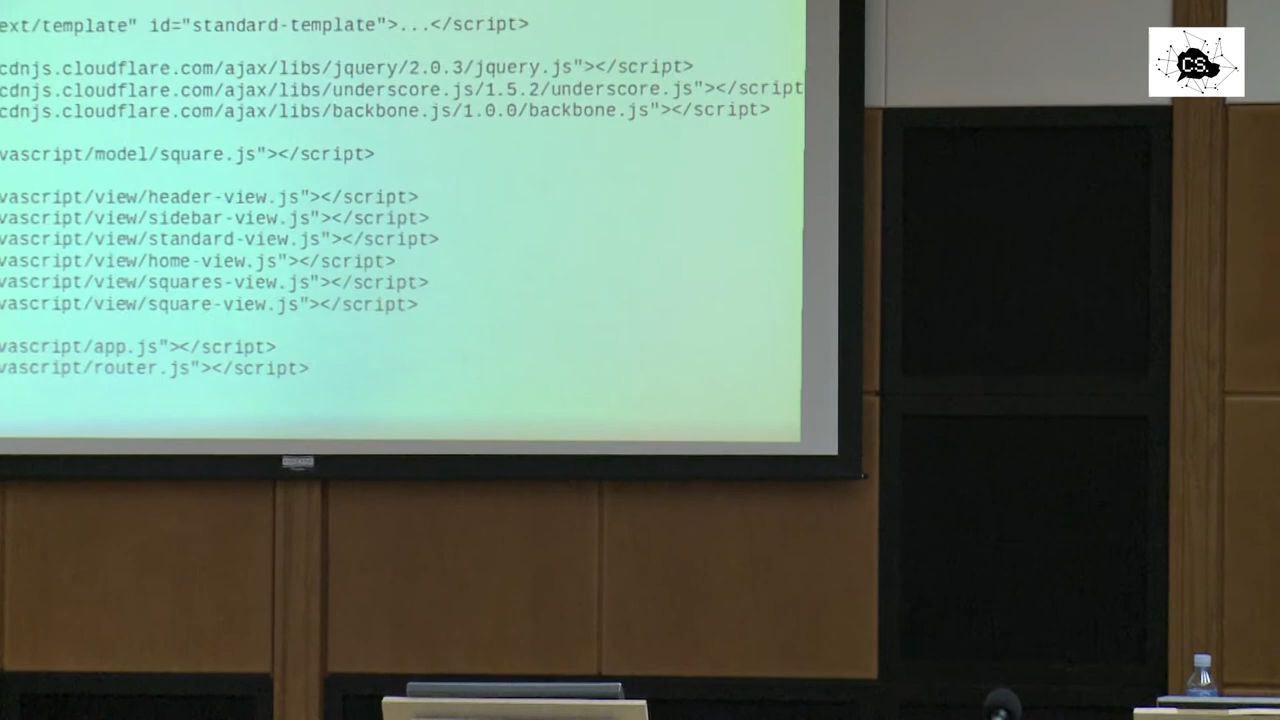 ext/template" id="standard-template">...</script>
cdnjs.cloudflare.com/ajax/libs/jquery/2.0.3/jquery.js"></script>
cdnjs.cloudflare.com/ajax/libs/underscore.js/1.5.2/underscore.js"></script
cdnjs.cloudflare.com/ajax/libs/backbone.js/1.0.0/backbone.js"></script>
vascript/model/square.js"></script>
vascript/view/header-view.js"></script>
vascript/view/sidebar-view.js"></script>
vascript/view/standard-view.js"></script>
vascript/view/home-view.js"></script>
vascript/view/squares-view.js"></script>
vascript/view/square-view.js"></script>
vascript/app.js"></script>
vascript/router.js"></script>
CS.